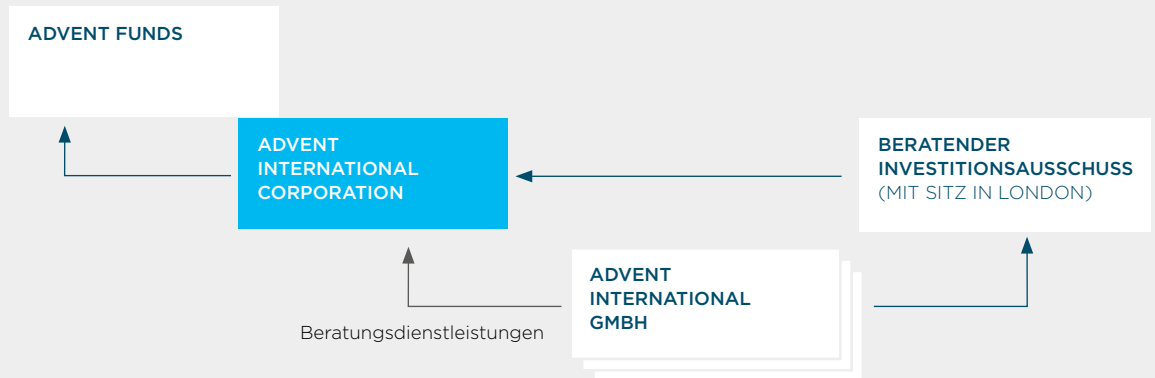 ADVENT FUNDS
ADVENT
INTERNATIONAL
CORPORATION
BERATENDER
INVESTITIONSAUSSCHUSS
(MIT SITZ IN LONDON)
ADVENT
INTERNATIONAL
GMBH
Beratungsdienstleistungen